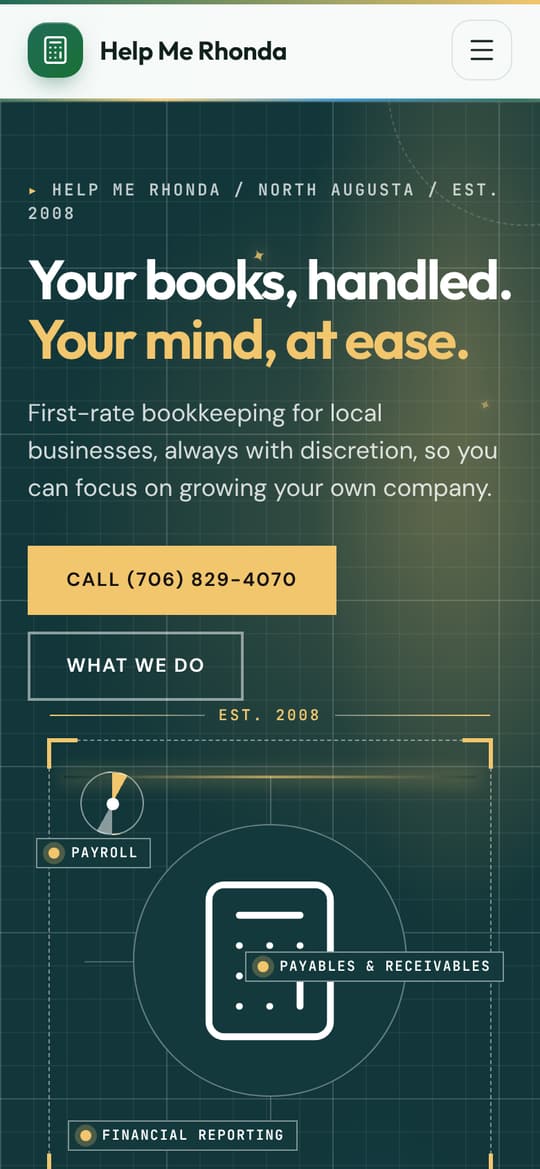 Help Me Rhonda
▸ HELP ME RHONDA / NORTH AUGUSTA / EST.
2008
Your books, handled.
Your mind, at ease.
First-rate bookkeeping for local
businesses, always with discretion, so you
can focus on growing your own company.
CALL (706) 829-4070
WHAT WE DO
EST. 2008
PAYROLL
PAYABLES & RECEIVABLES
FINANCIAL REPORTING